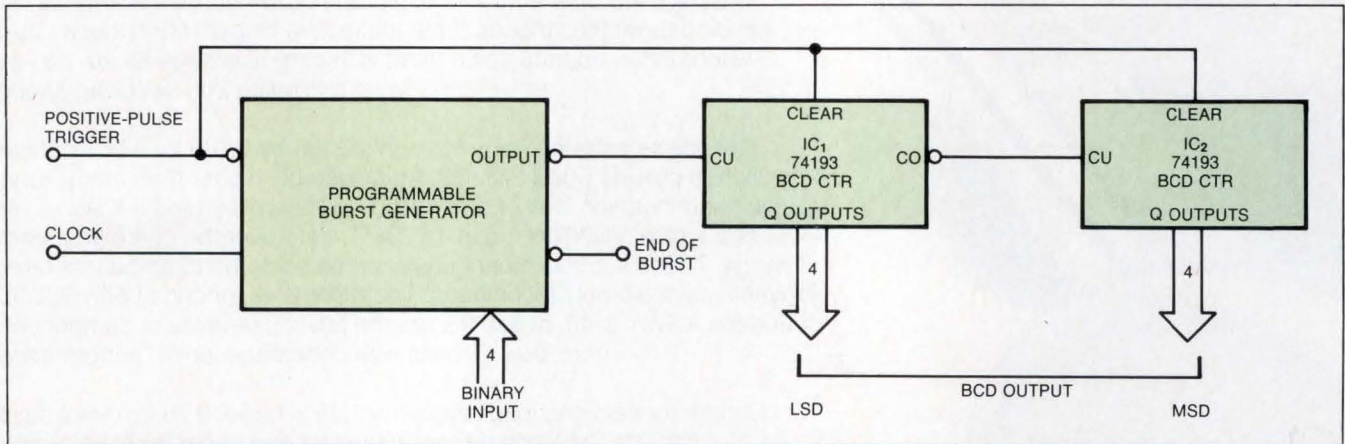 POSITIVE-PULSE
TRIGGER
CLOCK
OUTPUT
PROGRAMMABLE
BURST GENERATOR
END OF
BURST
4
BINARY
INPUT
CLEAR
CU
IC1
74193
BCD CTR
CO
Q OUTPUTS
4
CLEAR
CU
IC2
74193
BCD CTR
Q OUTPUTS
4
BCD OUTPUT
LSD
MSD